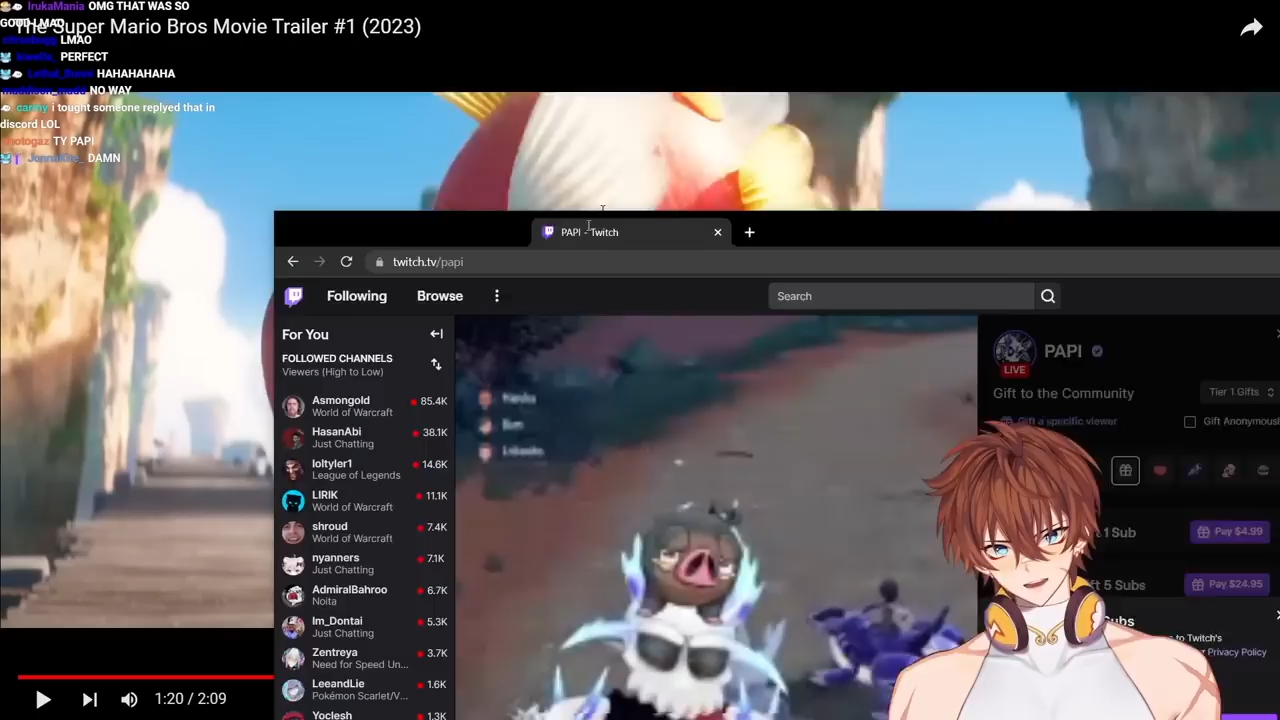 IrukaMania OMG THAT WAS SO
GOOD LMAO
The Super Mario Bros Movie Trailer #1 (2023)
LMAO
PERFECT
HAHAHAHAHA
NO WAY
i tought someone replyed that in
discord LOL
TY PAPI
DAMN
PAPI - Twitch
twitch.tv/papi
Following
Browse
Search
For You
FOLLOWED CHANNELS
Viewers (High to Low)
Asmongold 85.4K
World of Warcraft
HasanAbi 38.1K
Just Chatting
loltyler1 14.6K
League of Legends
LIRIK 11.1K
World of Warcraft
shroud 7.4K
World of Warcraft
nyanners 7.1K
Just Chatting
AdmiralBahroo 6.7K
Noita
Im_Dontai 5.3K
Just Chatting
Zentreya 3.7K
Need for Speed Un...
LeeandLie 1.6K
Pokémon Scarlet/V...
Yoclesh 1.3K
PAPI
LIVE
Gift to the Community
Tier 1 Gifts
Gift a specific viewer
Gift Anonymous
1 Sub
Pay $4.99
ft 5 Subs
Pay $24.95
Subs
to Twitch's
Privacy Policy
1:20 / 2:09